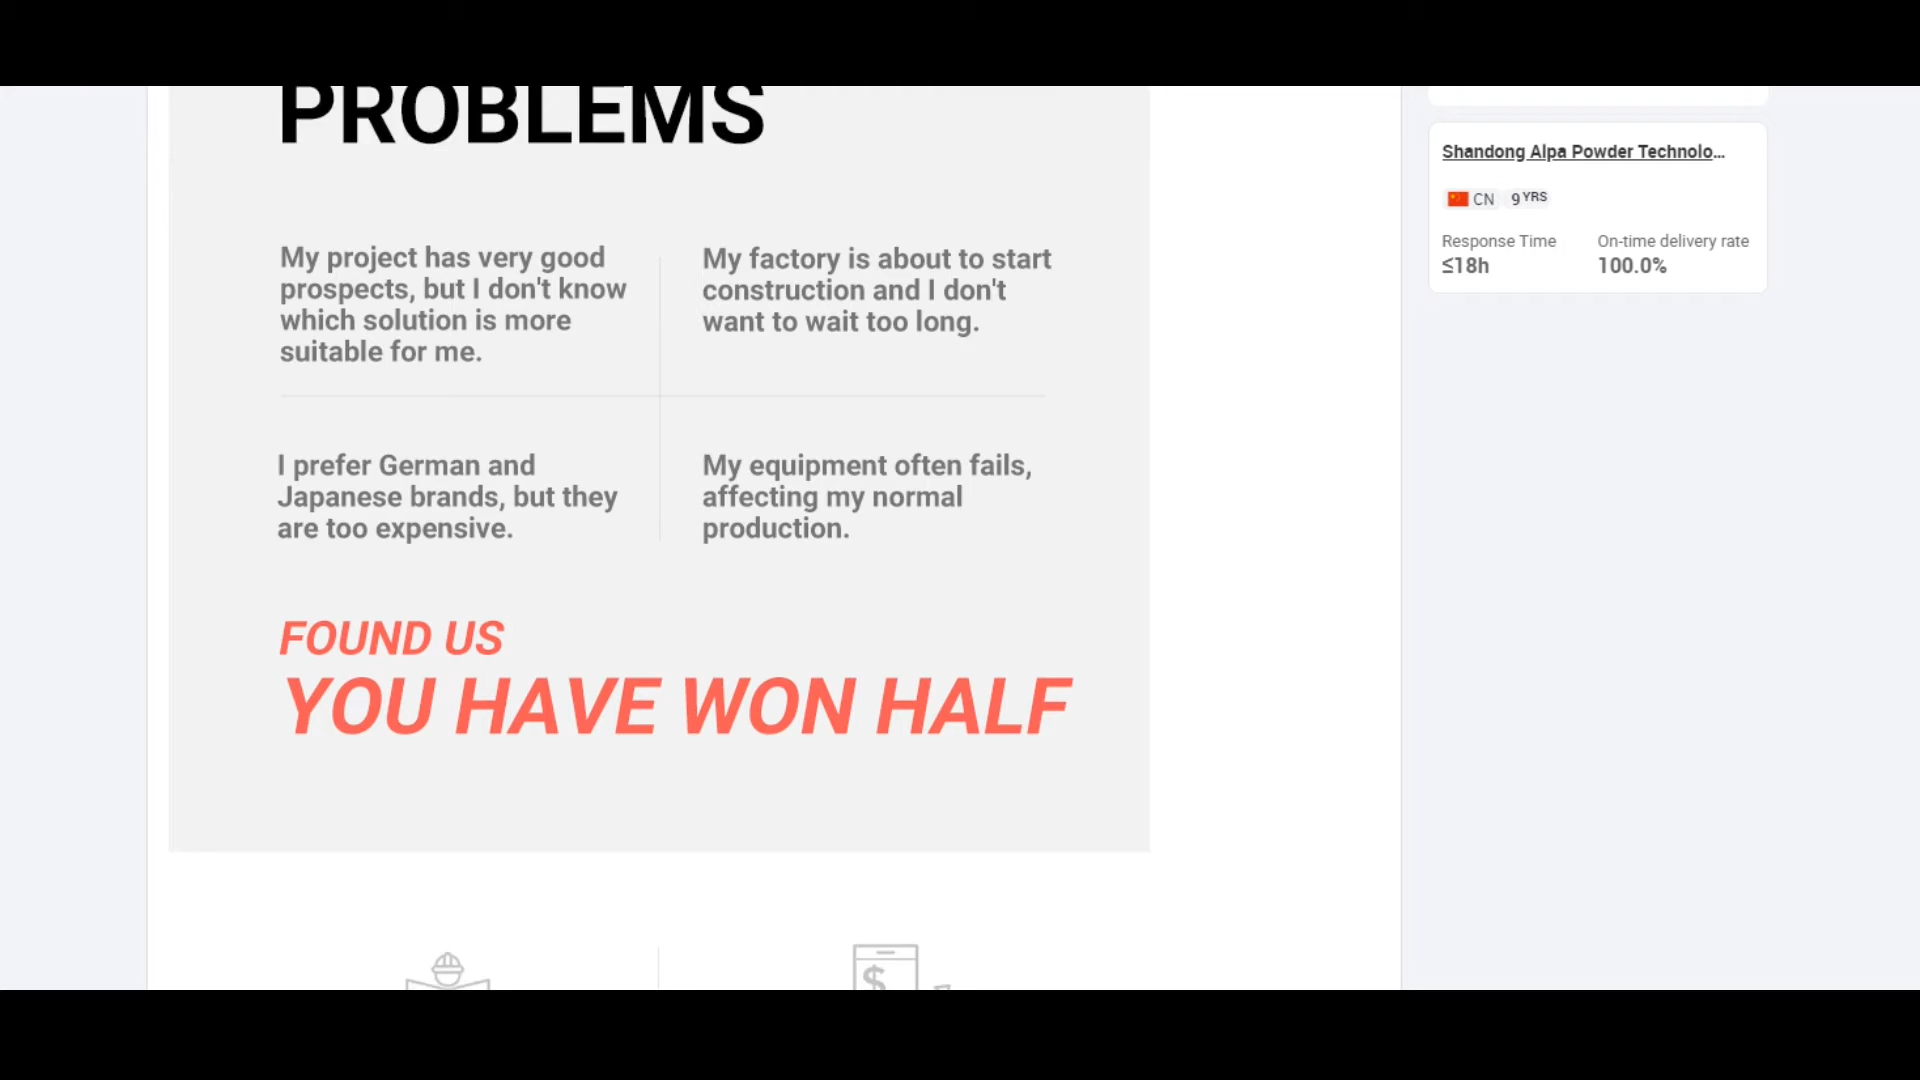 PROBLEMS
My project has very good
prospects, but I don't know
which solution is more
suitable for me.
My factory is about to start
construction and I don't
want to wait too long.
I prefer German and
Japanese brands, but they
are too expensive.
My equipment often fails,
affecting my normal
production.
FOUND US
YOU HAVE WON HALF
$
Shandong Alpa Powder Technolo...
CN 9 YRS
Response Time
≤18h
On-time delivery rate
100.0%